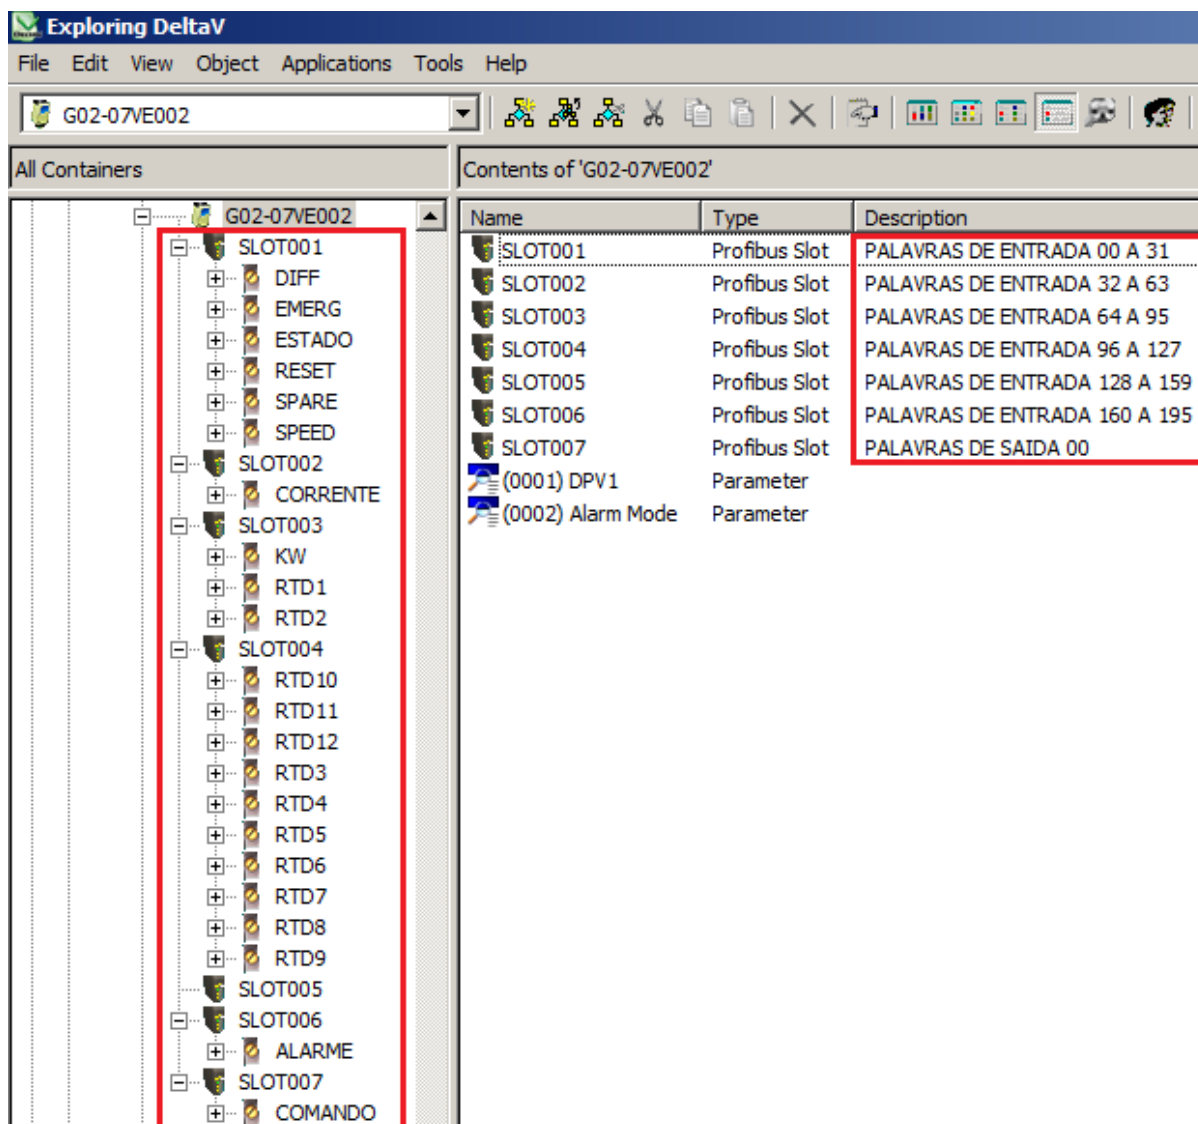 Exploring DeltaV
File Edit View Object Applications Tools Help
G02-07VE002
All Containers
Contents of 'G02-07VE002'
G02-07VE002
SLOT001
DIFF
EMERG
ESTADO
RESET
SPARE
SPEED
SLOT002
CORRENTE
SLOT003
KW
RTD1
RTD2
SLOT004
RTD10
RTD11
RTD12
RTD3
RTD4
RTD5
RTD6
RTD7
RTD8
RTD9
SLOT005
SLOT006
ALARME
SLOT007
COMANDO
Name Type Description
SLOT001 Profibus Slot PALAVRAS DE ENTRADA 00 A 31
SLOT002 Profibus Slot PALAVRAS DE ENTRADA 32 A 63
SLOT003 Profibus Slot PALAVRAS DE ENTRADA 64 A 95
SLOT004 Profibus Slot PALAVRAS DE ENTRADA 96 A 127
SLOT005 Profibus Slot PALAVRAS DE ENTRADA 128 A 159
SLOT006 Profibus Slot PALAVRAS DE ENTRADA 160 A 195
SLOT007 Profibus Slot PALAVRAS DE SAIDA 00
(0001) DPV1 Parameter
(0002) Alarm Mode Parameter